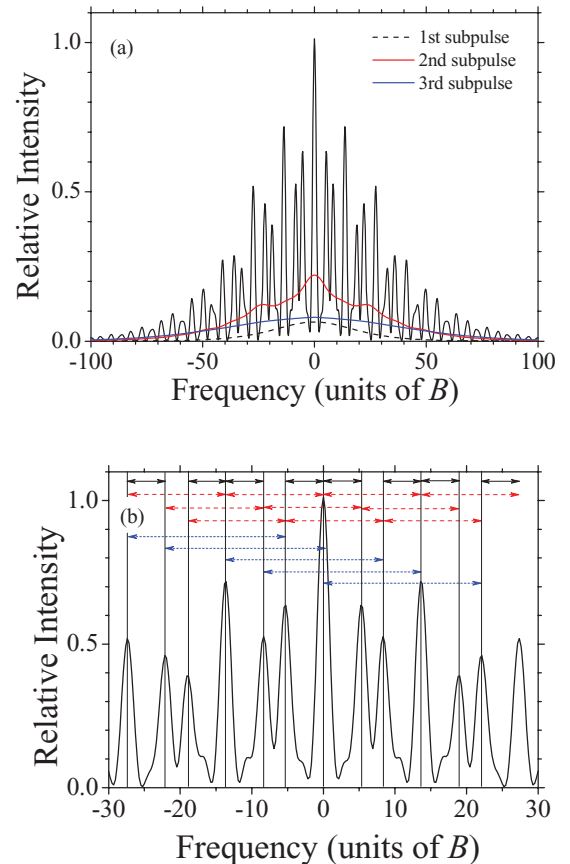 (a)
1st subpulse
2nd subpulse
3rd subpulse
1.0
0.5
0.0
Relative Intensity
-100
-50
0
50
100
Frequency (units of B)
(b)
1.0
0.5
0.0
Relative Intensity
-30
-20
-10
0
10
20
30
Frequency (units of B)